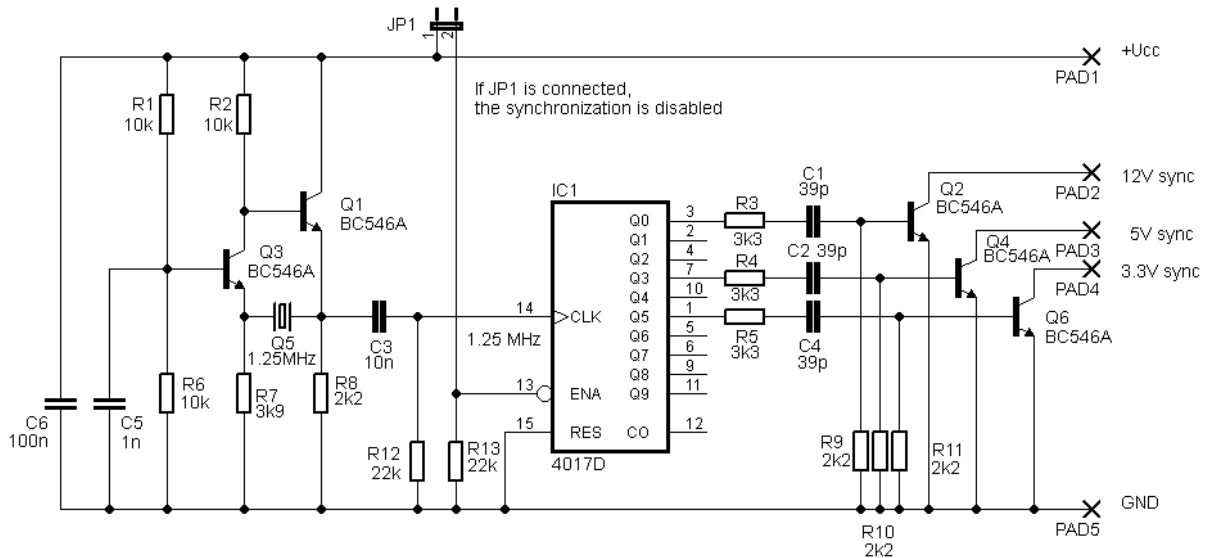 JP1
1
2
+Ucc
PAD1
If JP1 is connected,
the synchronization is disabled
R1
10k
R2
10k
Q1
BC546A
Q3
BC546A
Q5
1.25MHz
C3
10n
R6
10k
R7
3k9
R8
2k2
C6
100n
C5
1n
R12
22k
R13
22k
IC1
14
CLK
1.25 MHz
13
ENA
15
RES
4017D
Q0
3
Q1
2
Q2
4
Q3
7
Q4
10
Q5
1
Q6
5
Q7
6
Q8
9
Q9
11
CO
12
R3
3k3
C1
39p
R4
3k3
C2 39p
R5
3k3
C4
39p
Q2
BC546A
PAD2
12V sync
Q4
BC546A
PAD3
5V sync
PAD4
3.3V sync
Q6
BC546A
R9
2k2
R11
2k2
R10
2k2
GND
PAD5